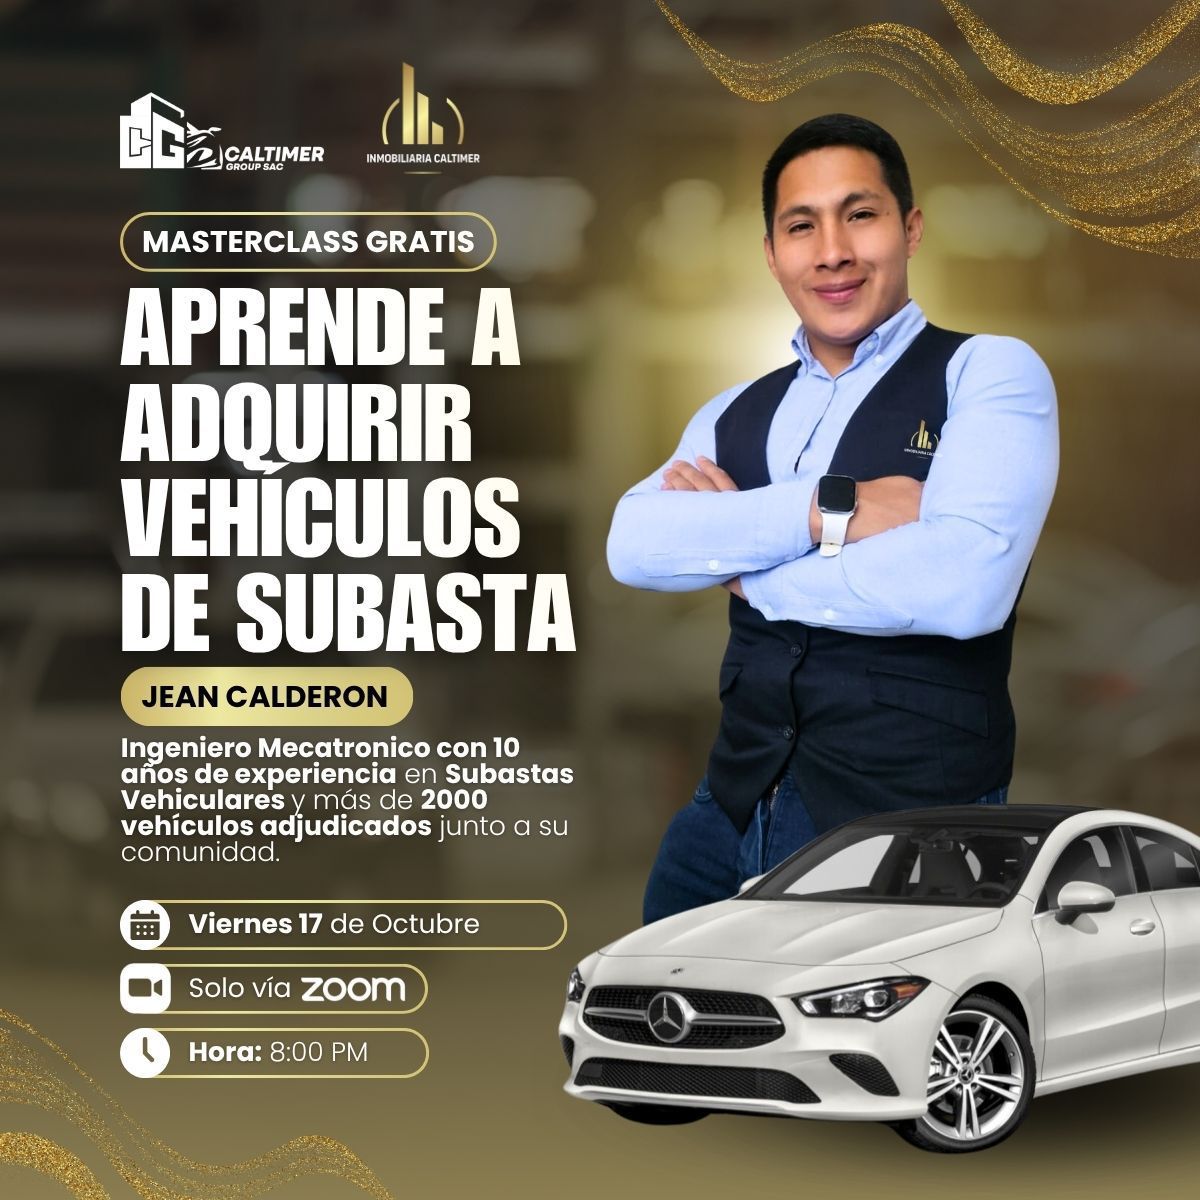 CG CALTIMER
GROUP SAC
INMOBILIARIA CALTIMER
MASTERCLASS GRATIS
APRENDE A
ADQUIRIR
VEHÍCULOS
DE SUBASTA
JEAN CALDERON
Ingeniero Mecatronico con 10
años de experiencia en Subastas
Vehiculares y más de 2000
vehículos adjudicados junto a su
comunidad.
Viernes 17 de Octubre
Solo vía zoom
Hora: 8:00 PM
INMOBILIARIA CALTIMER